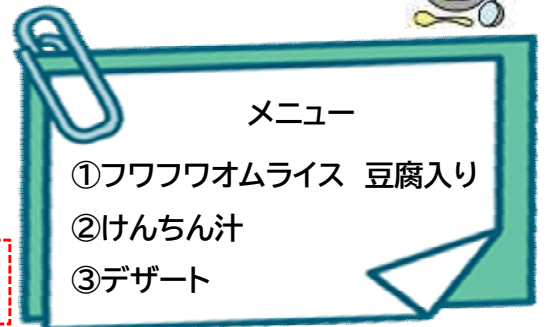 メニュー
①フワフワオムライス 豆腐入り
②けんちん汁
③デザート